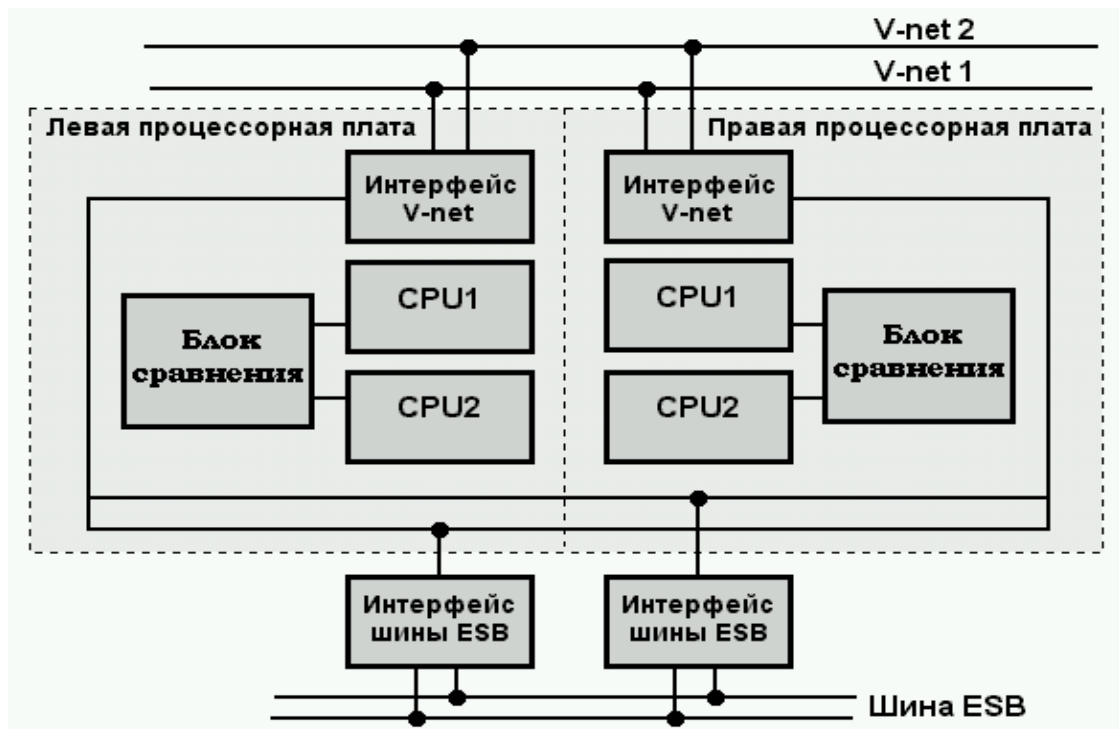 V-net 2
V-net 1
Левая процессорная плата
Правая процессорная плата
Интерфейс
V-net
Интерфейс
V-net
CPU1
CPU1
Блок
сравнения
Блок
сравнения
CPU2
CPU2
Интерфейс
шины ESB
Интерфейс
шины ESB
Шина ESB